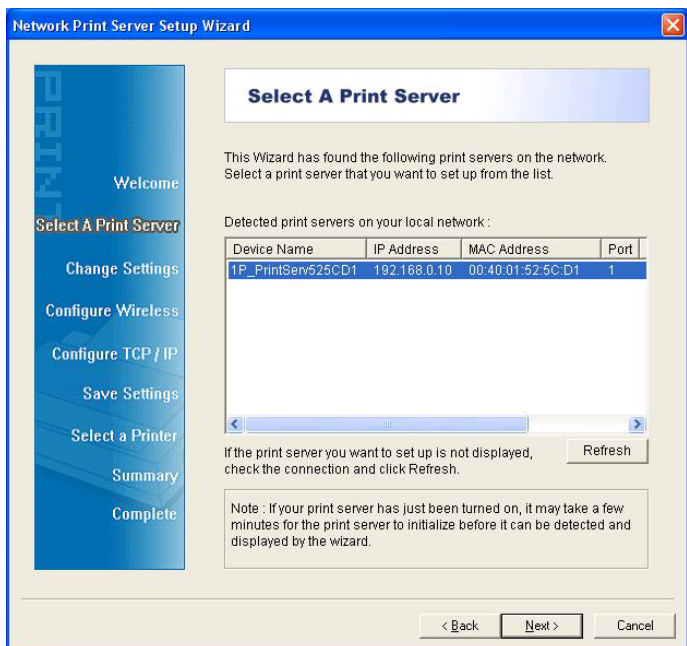 Network Print Server Setup Wizard
PRINT
Welcome
Select A Print Server
Change Settings
Configure Wireless
Configure TCP / IP
Save Settings
Select a Printer
Summary
Complete
Select A Print Server
This Wizard has found the following print servers on the network.
Select a print server that you want to set up from the list.
Detected print servers on your local network :
Device Name IP Address MAC Address Port
1P_PrintServ525CD1 192.168.0.10 00:40:01:52:5C:D1 1
If the print server you want to set up is not displayed,
check the connection and click Refresh.
Refresh
Note : If your print server has just been turned on, it may take a few
minutes for the print server to initialize before it can be detected and
displayed by the wizard.
< Back Next > Cancel